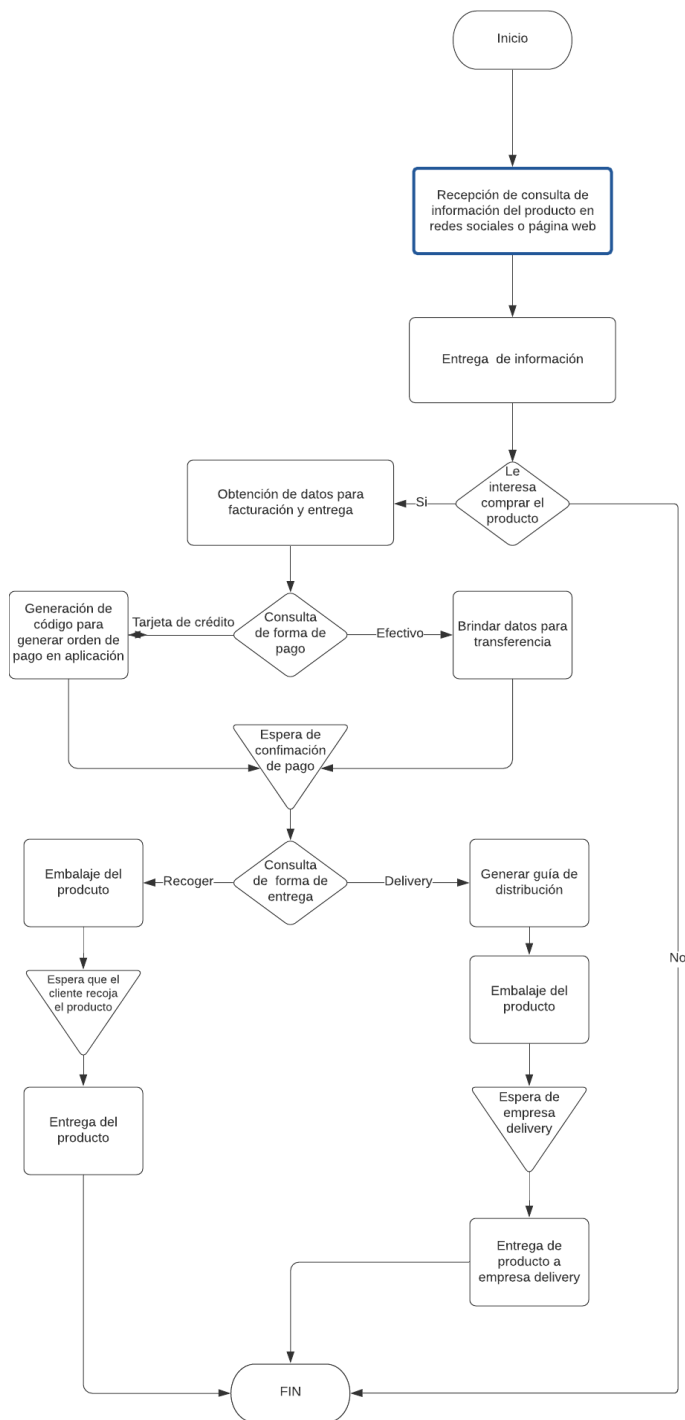 Inicio
Recepción de consulta de
información del producto en
redes sociales o página web
Entrega  de información
Le
interesa
comprar el
producto
Si
Obtención de datos para
facturación y entrega
Generación de
código para
generar orden de
pago en aplicación
Tarjeta de crédito
Consulta
de forma de
pago
Efectivo
Brindar datos para
transferencia
Espera de
confimación
de pago
Embalaje del
prodcuto
Recoger
Consulta
de  forma de
entrega
Delivery
Generar guía de
distribución
No
Espera que el
cliente recoja
el producto
Embalaje del
producto
Entrega del
producto
Espera de
empresa
delivery
Entrega de
producto a
empresa delivery
FIN